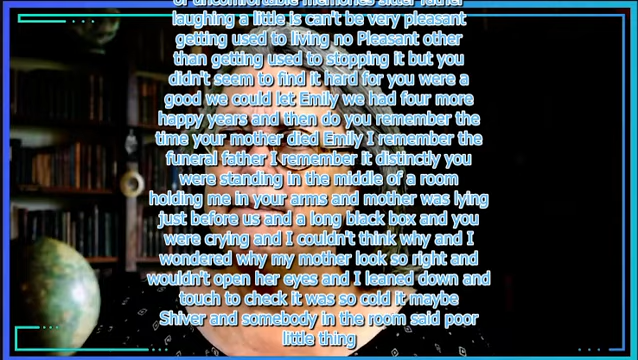 or uncomfortable memories sitter father
laughing a little is can't be very pleasant
getting used to living no Pleasant other
than getting used to stopping it but you
didn't seem to find it hard for you were a
good we could let Emily we had four more
happy years and then do you remember the
time your mother died Emily I remember the
funeral father I remember it distinctly you
were standing in the middle of a room
holding me in your arms and mother was lying
just before us and a long black box and you
were crying and I couldn't think why and I
wondered why my mother look so right and
wouldn't open her eyes and I leaned down and
touch to check it was so cold it maybe
Shiver and somebody in the room said poor
little thing